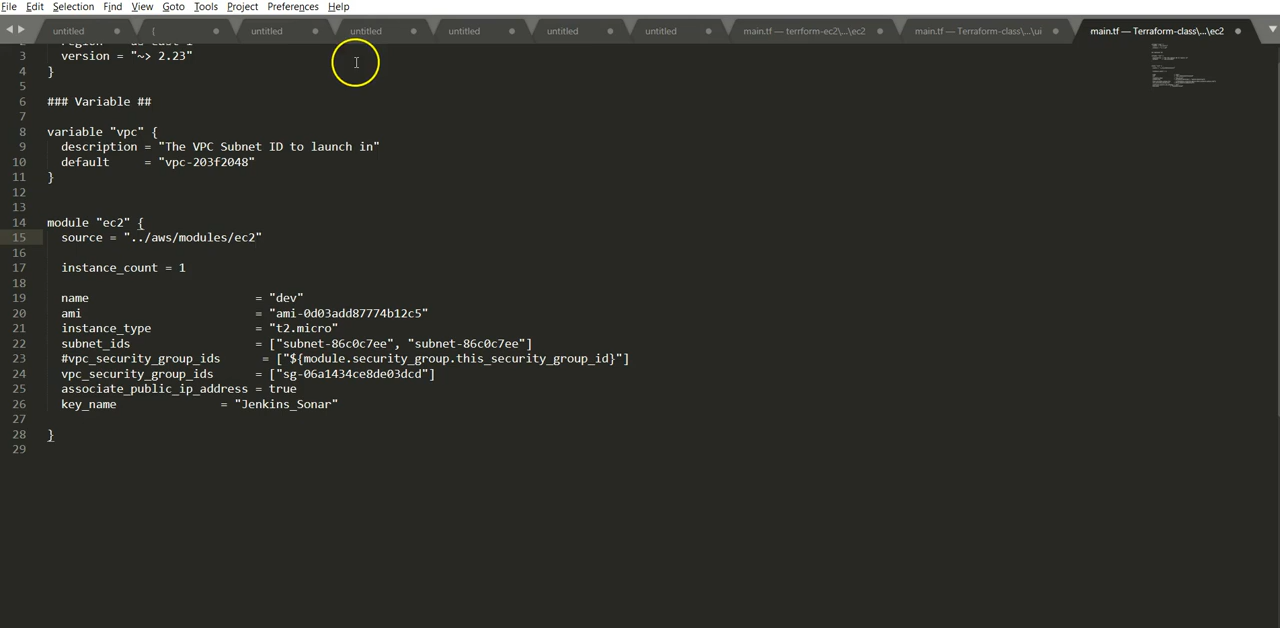 File Edit Selection Find View Goto Tools Project Preferences Help
untitled { untitled untitled untitled untitled untitled main.tf — terrform-ec2\...\ec2 main.tf — Terraform-class\...\ui main.tf — Terraform-class\...\ec2
3 version = "~> 2.23"
4 }
5
6 ### Variable ##
7
8 variable "vpc" {
9 description = "The VPC Subnet ID to launch in"
10 default = "vpc-203f2048"
11 }
12
13
14 module "ec2" {
15 source = "../aws/modules/ec2"
16
17 instance_count = 1
18
19 name = "dev"
20 ami = "ami-0d03add87774b12c5"
21 instance_type = "t2.micro"
22 subnet_ids = ["subnet-86c0c7ee", "subnet-86c0c7ee"]
23 #vpc_security_group_ids = ["${module.security_group.this_security_group_id}"]
24 vpc_security_group_ids = ["sg-06a1434ce8de03dcd"]
25 associate_public_ip_address = true
26 key_name = "Jenkins_Sonar"
27
28 }
29